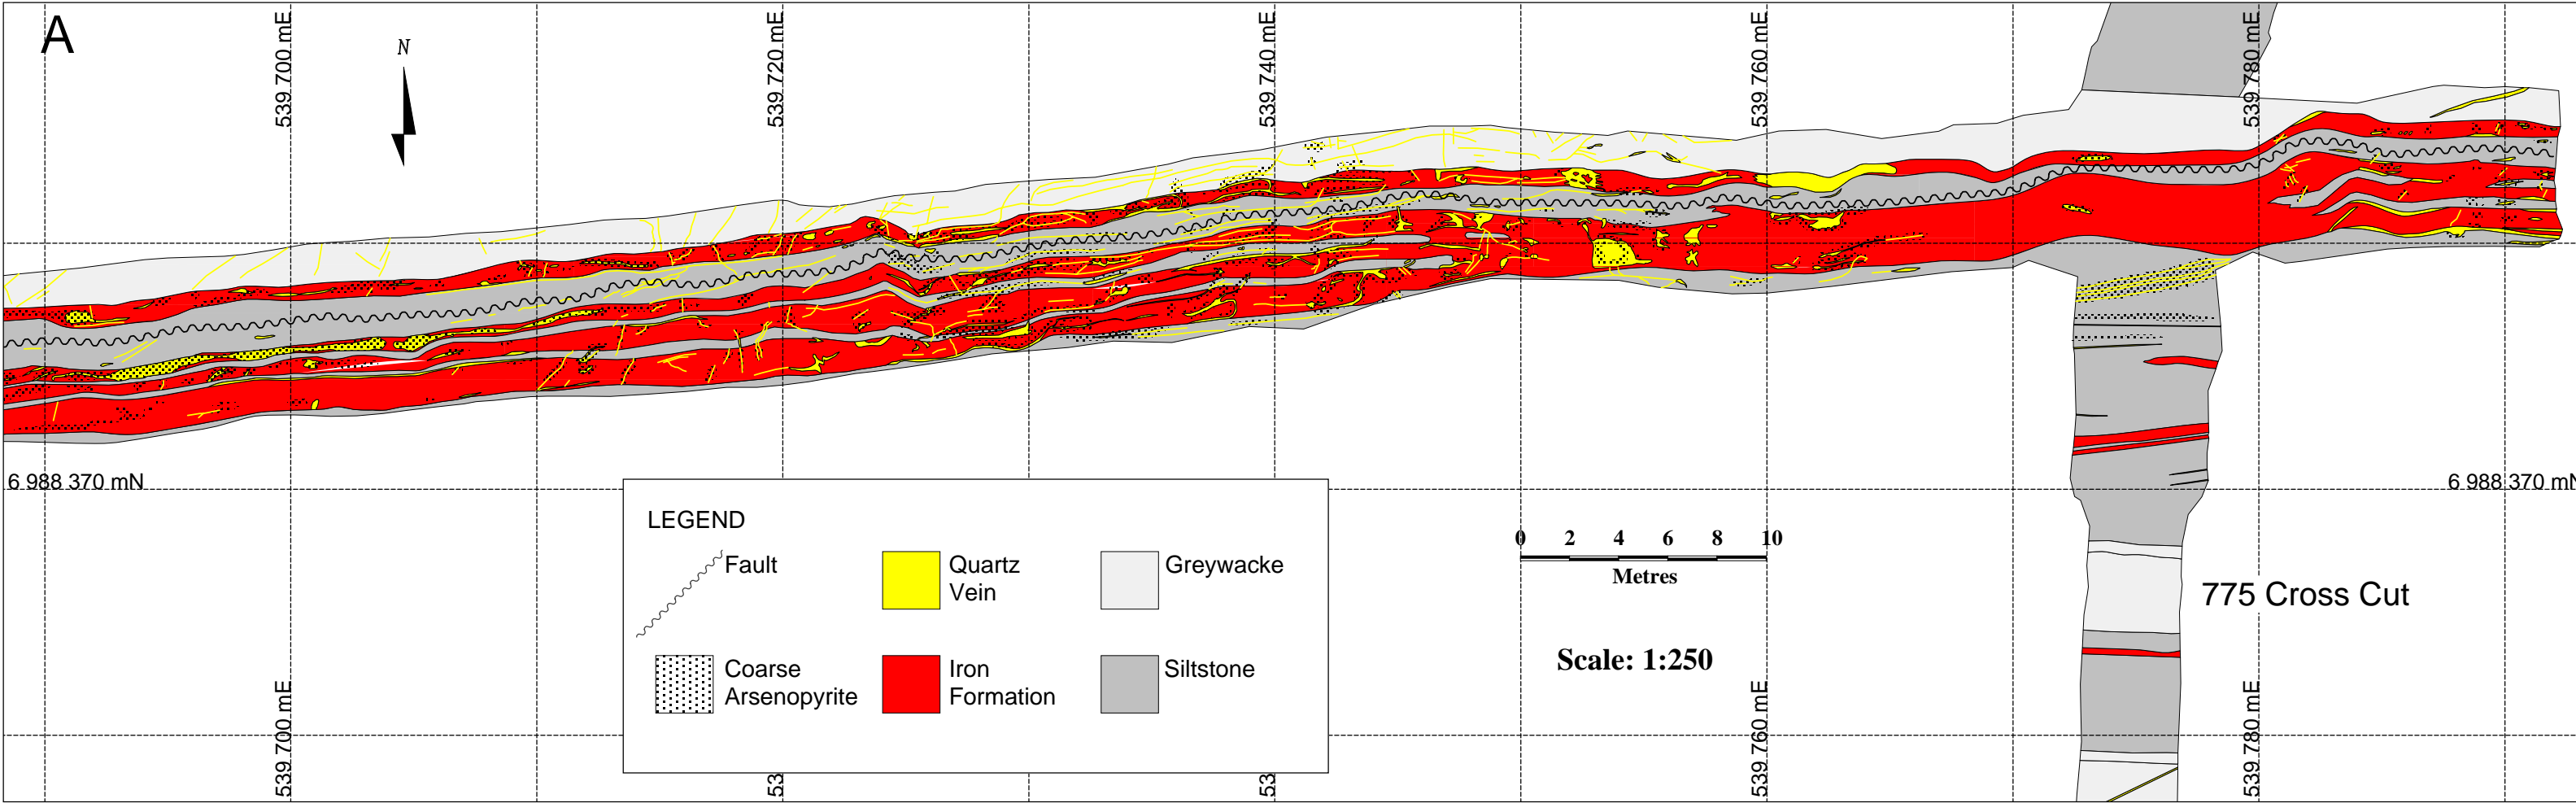 A
N
539 700 mE
539 720 mE
539 740 mE
539 760 mE
539 780 mE
6 988 370 mN
6 988 370 mN
LEGEND
Fault
Quartz
Vein
Greywacke
Coarse
Arsenopyrite
Iron
Formation
Siltstone
0 2 4 6 8 10
Metres
Scale: 1:250
775 Cross Cut
539 700 mE
53
53
539 760 mE
539 780 mE